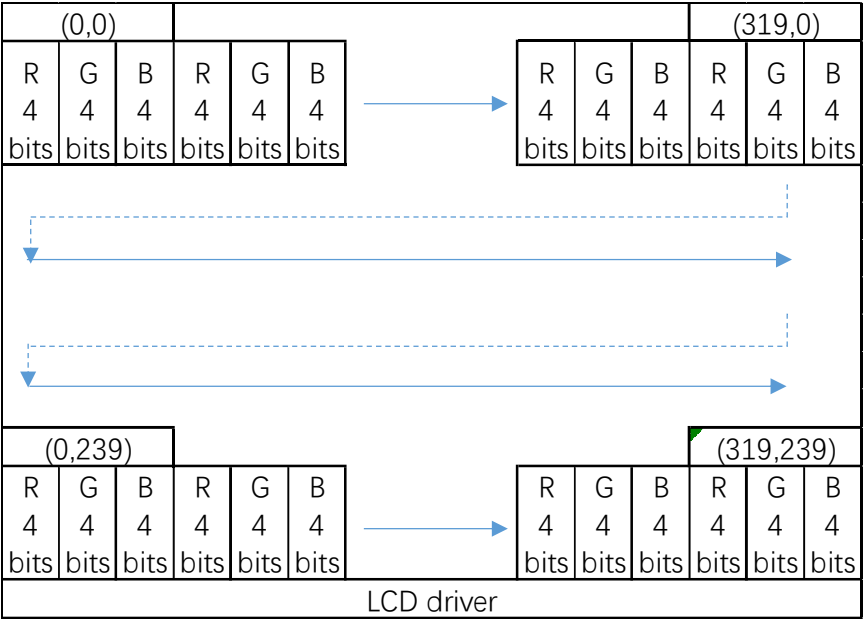 (0,0) (319,0)
R G B R G B R G B R G B
4 4 4 4 4 4 4 4 4 4 4 4
bits bits bits bits bits bits bits bits bits bits bits bits
(0,239) (319,239)
R G B R G B R G B R G B
4 4 4 4 4 4 4 4 4 4 4 4
bits bits bits bits bits bits bits bits bits bits bits bits
LCD driver